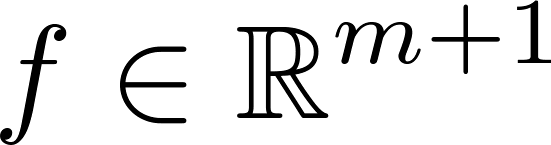 f ∈ ℝ^{m+1}